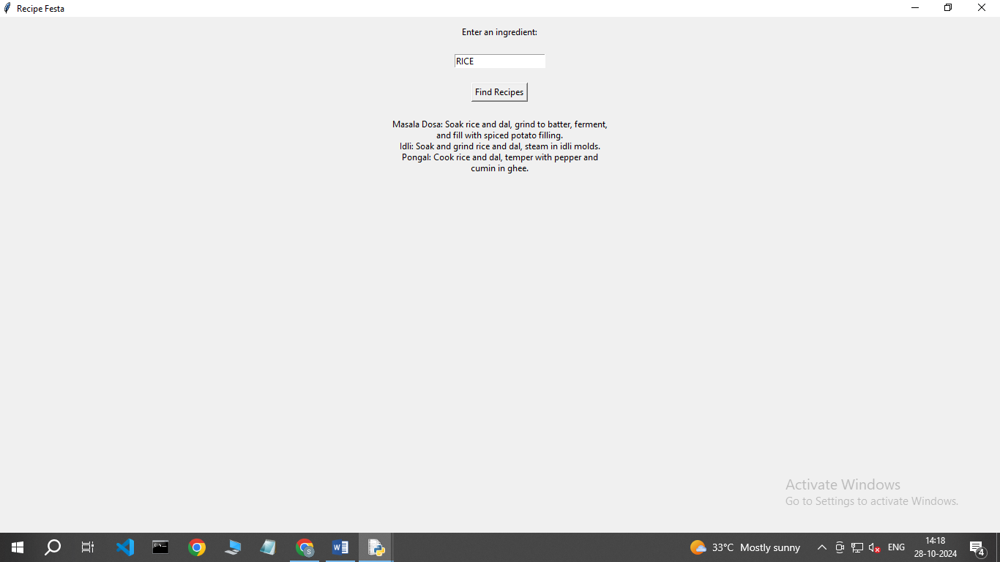 Recipe Festa
Enter an ingredient:
RICE
Find Recipes
Masala Dosa: Soak rice and dal, grind to batter, ferment,
and fill with spiced potato filling.
Idli: Soak and grind rice and dal, steam in idli molds.
Pongal: Cook rice and dal, temper with pepper and
cumin in ghee.
Activate Windows
Go to Settings to activate Windows.
S
W
33°C Mostly sunny
ENG
14:18
28-10-2024
4